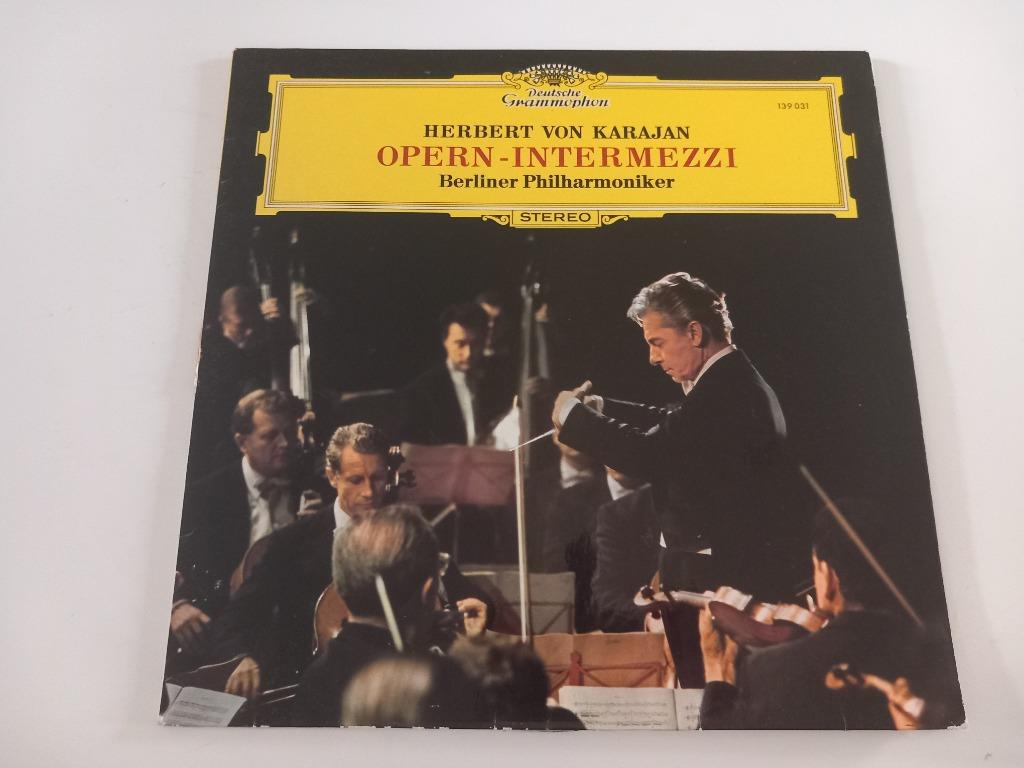 Deutsche
Grammophon
139 031
HERBERT VON KARAJAN
OPERN-INTERMEZZI
Berliner Philharmoniker
STEREO